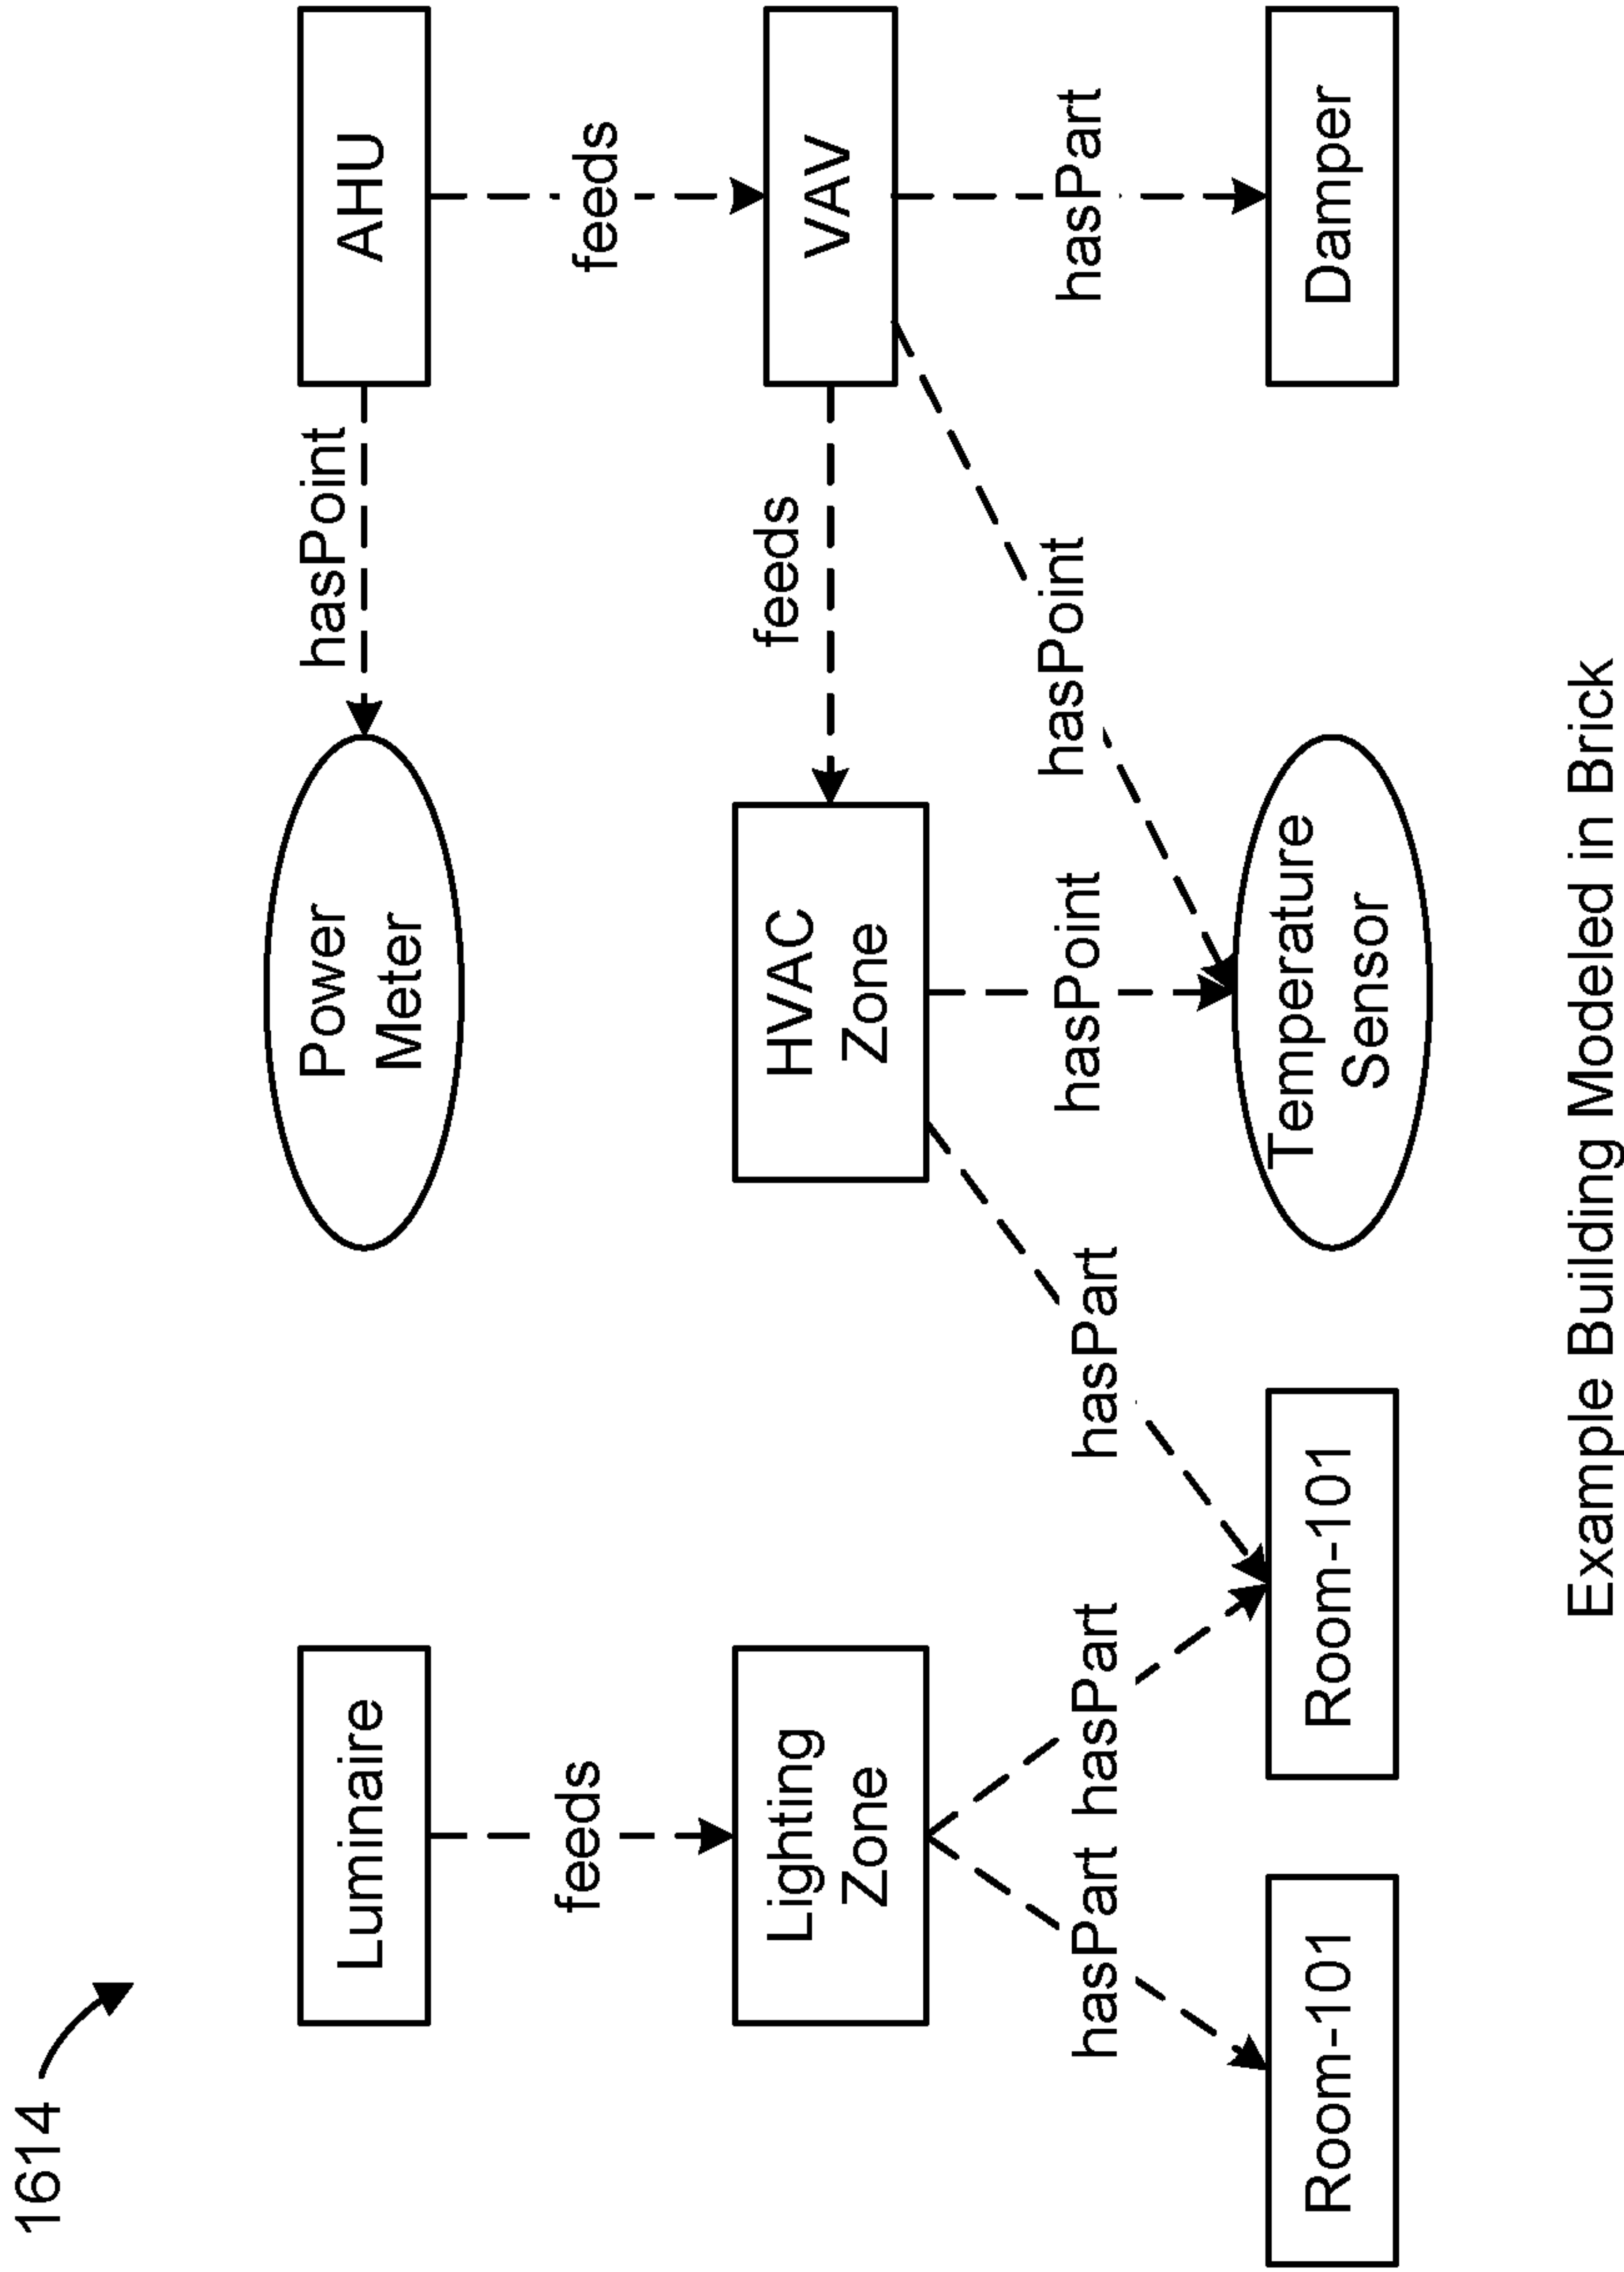 1614
Luminaire
Power
Meter
hasPoint
AHU
feeds
feeds
Lighting
Zone
HVAC
Zone
feeds
VAV
hasPart
hasPart
hasPart
hasPoint
hasPoint
hasPart
Room-101
Room-101
Temperature
Sensor
Damper
Example Building Modeled in Brick